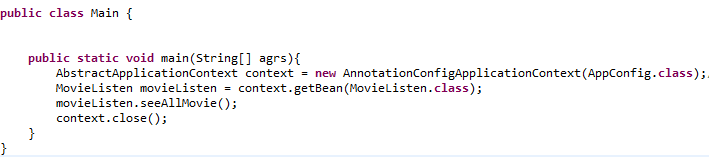 public class Main {
public static void main(String[] agrs){
AbstractApplicationContext context = new AnnotationConfigApplicationContext(AppConfig.class);
MovieListen movieListen = context.getBean(MovieListen.class);
movieListen.seeAllMovie();
context.close();
}
}